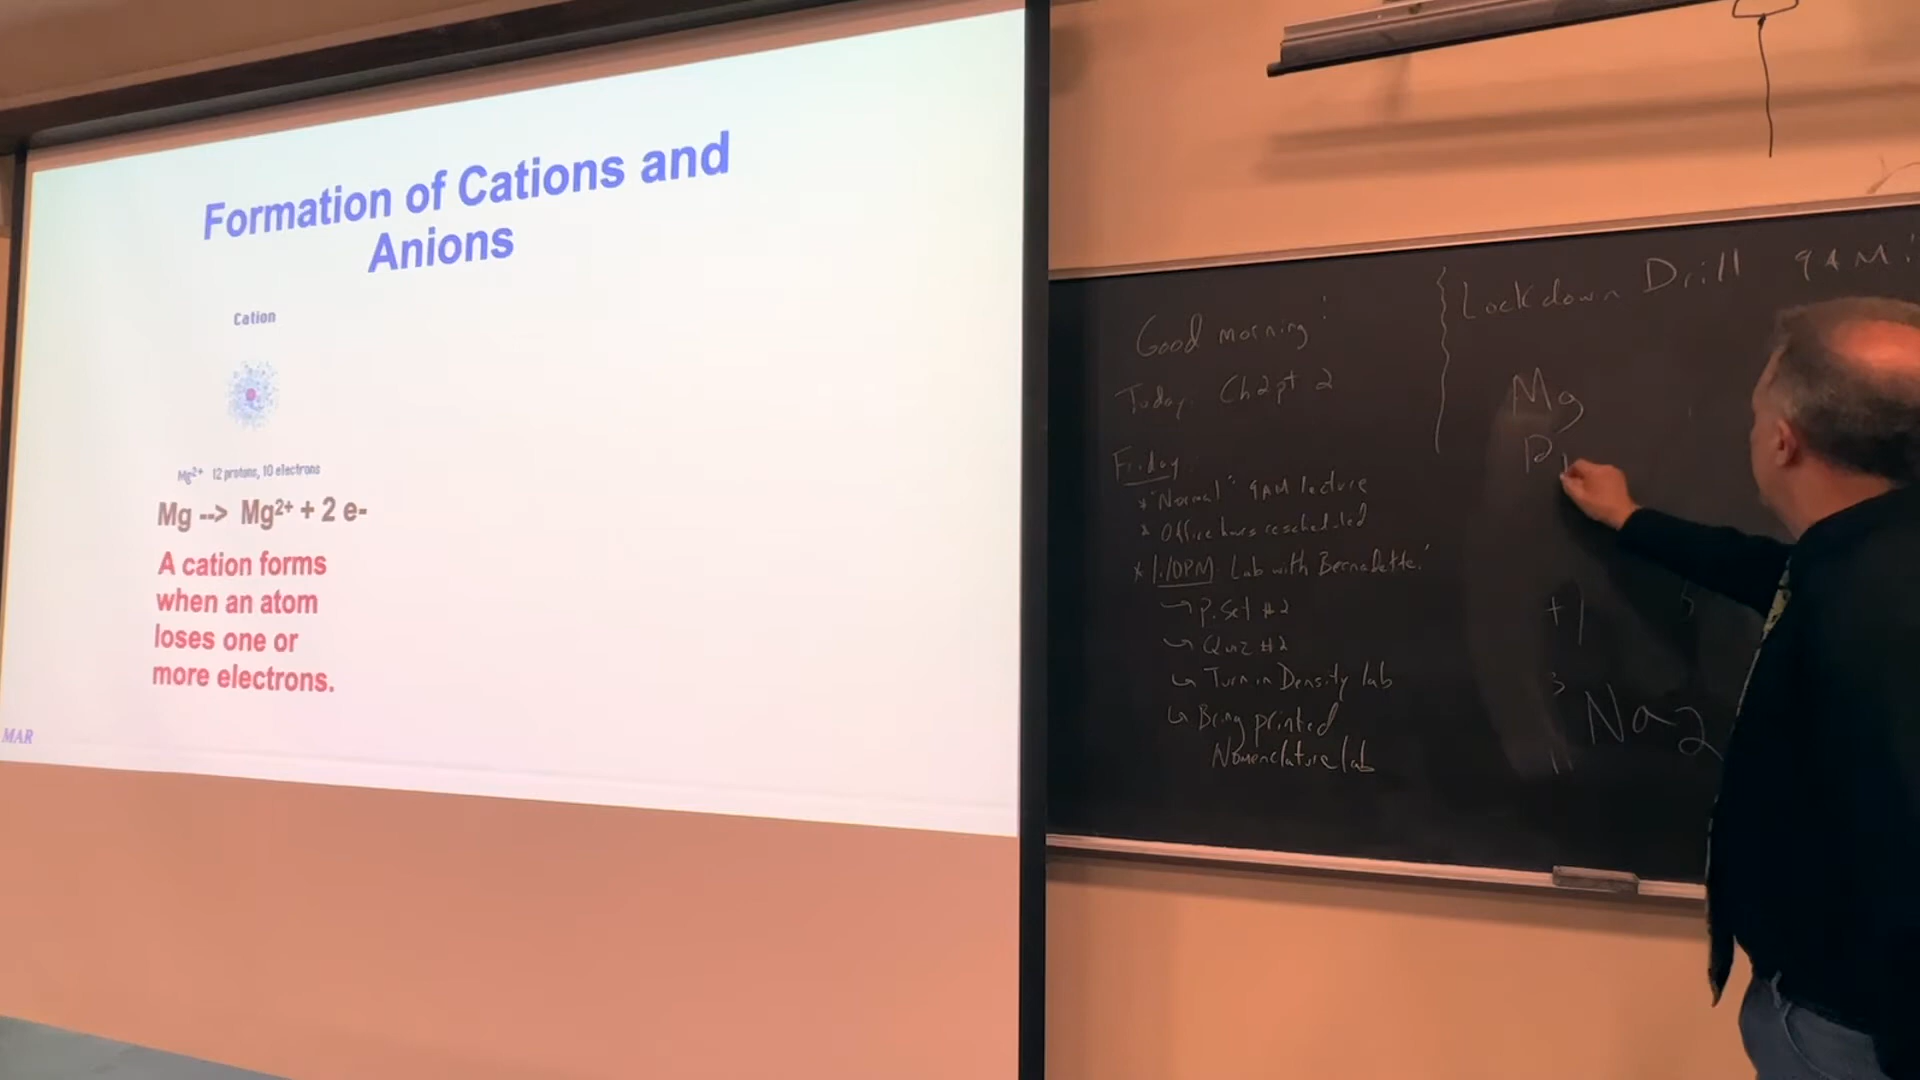 Formation of Cations and
Anions
Cation
Mg2+ 12 protons, 10 electrons
Mg --> Mg2+ + 2 e-
A cation forms
when an atom
loses one or
more electrons.
MAR
Good morning!
Today: Chapt 2
Friday:
* "Normal" 9AM lecture
* Office hours rescheduled
* 1:10PM Lab with Bernadette!
↪ P. Set #2
↪ Quiz #2
↪ Turn in Density lab
↪ Bring printed
Nomenclature lab
Lockdown Drill 9AM!
Mg
+1
Na2